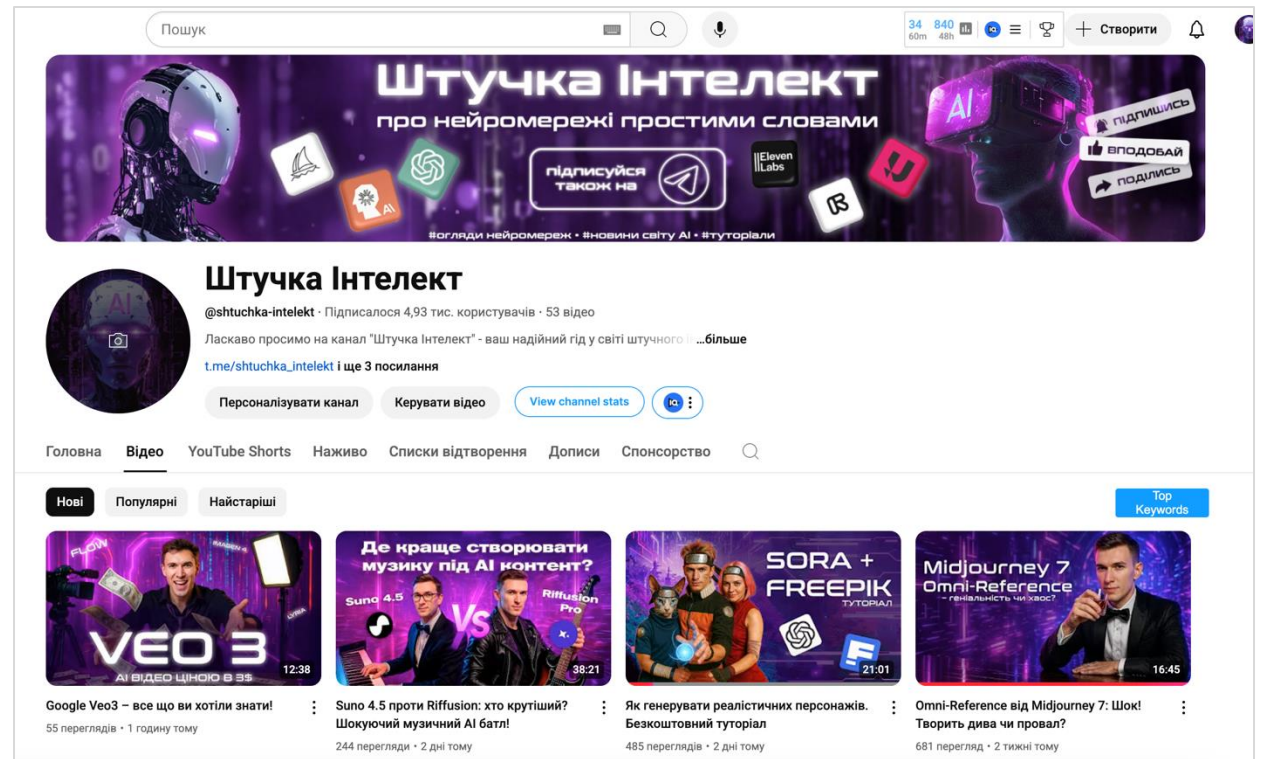 Пошук
34 840
60m 48h
Створити
Штучка Інтелект
про нейромережі простими словами
підписуйся
також на
Eleven
Labs
AI
AI
підпишись
вподобай
поділись
#огляди нейромереж • #новини світу AI • #туторіали
AI
Штучка Інтелект
@shtuchka-intelekt · Підписалося 4,93 тис. користувачів · 53 відео
Ласкаво просимо на канал "Штучка Інтелект" - ваш надійний гід у світі штучного ...більше
t.me/shtuchka_intelekt і ще 3 посилання
Персоналізувати канал
Керувати відео
View channel stats
Головна Відео YouTube Shorts Наживо Списки відтворення Дописи Спонсорство
Нові Популярні Найстаріші
Top
Keywords
FLOW
IMAGEN 4
LYRIA
VEO 3
AI ВІДЕО ЦІНОЮ В 3$
12:38
Де краще створювати
музику під AI контент?
Suno 4.5
VS
Riffusion
Pro
38:21
SORA +
FREEPIK
ТУТОРІАЛ
21:01
Midjourney 7
Omni-Reference
- геніальність чи хаос?
16:45
Google Veo3 – все що ви хотіли знати!
55 переглядів • 1 годину тому
Suno 4.5 проти Riffusion: хто крутіший?
Шокуючий музичний AI батл!
244 перегляди • 2 дні тому
Як генерувати реалістичних персонажів.
Безкоштовний туторіал
485 переглядів • 2 дні тому
Omni-Reference від Midjourney 7: Шок!
Творить дива чи провал?
681 перегляд • 2 тижні тому